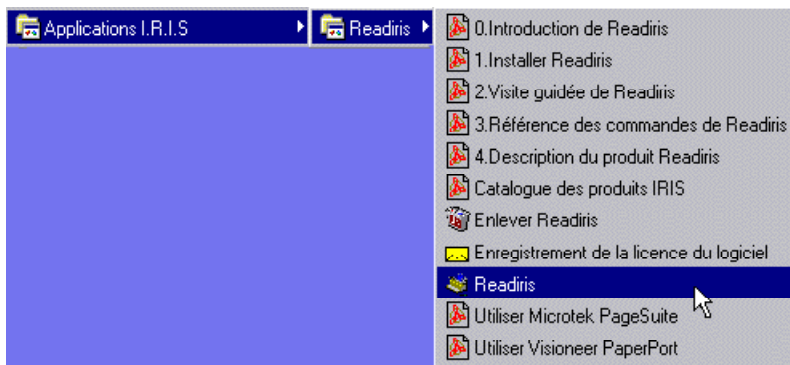 Applications I.R.I.S
Readiris
0.Introduction de Readiris
1.Installer Readiris
2.Visite guidée de Readiris
3.Référence des commandes de Readiris
4.Description du produit Readiris
Catalogue des produits IRIS
Enlever Readiris
Enregistrement de la licence du logiciel
Readiris
Utiliser Microtek PageSuite
Utiliser Visioneer PaperPort